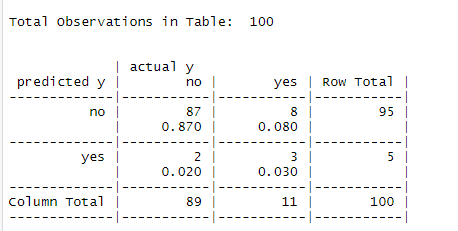 Total Observations in Table:  100
             | actual y
 predicted y |        no |       yes | Row Total |
-------------|-----------|-----------|-----------|
          no |        87 |         8 |        95 |
             |     0.870 |     0.080 |           |
-------------|-----------|-----------|-----------|
         yes |         2 |         3 |         5 |
             |     0.020 |     0.030 |           |
-------------|-----------|-----------|-----------|
Column Total |        89 |        11 |       100 |
-------------|-----------|-----------|-----------|